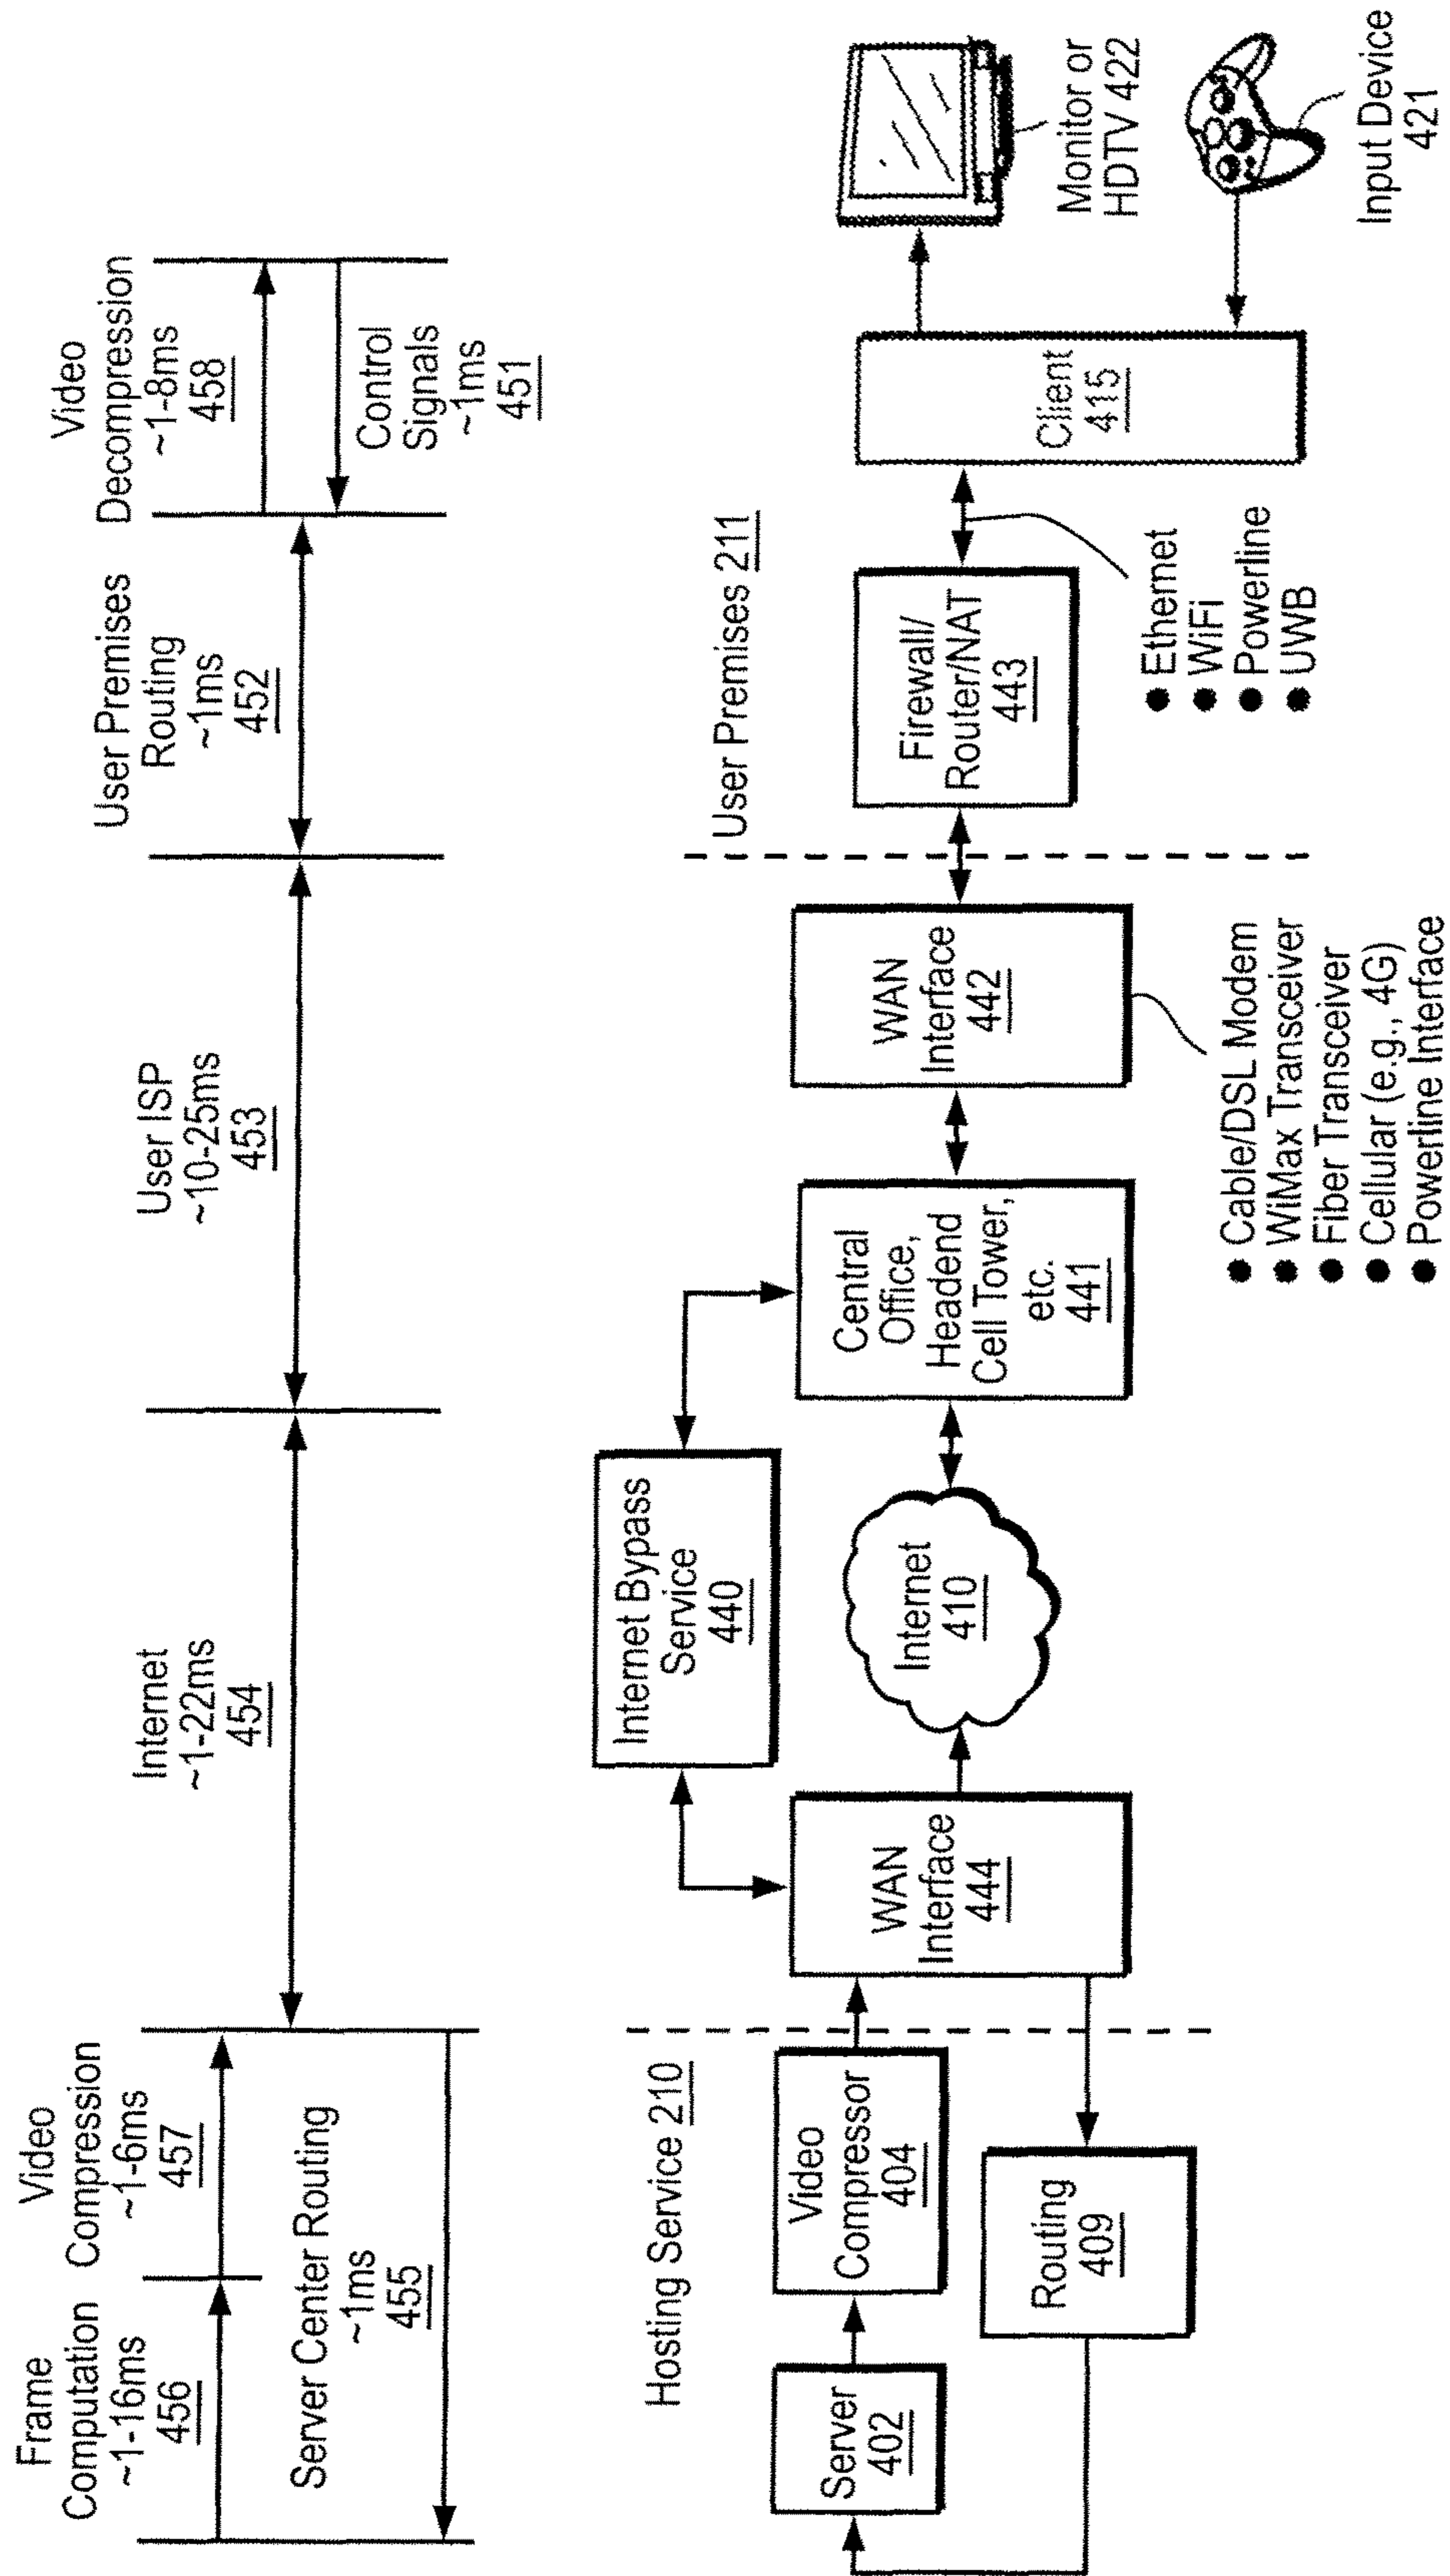 Frame
Computation
~1-16ms
456
Video
Compression
~1-6ms
457
Server Center Routing
~1ms
455
Internet
~1-22ms
454
User ISP
~10-25ms
453
User Premises
Routing
~1ms
452
Video
Decompression
~1-8ms
458
Control
Signals
~1ms
451
Hosting Service 210
Server
402
Video
Compressor
404
Routing
409
WAN
Interface
444
Internet Bypass
Service
440
Internet
410
Central
Office,
Headend
Cell Tower,
etc.
441
WAN
Interface
442
● Cable/DSL Modem
● WiMax Transceiver
● Fiber Transceiver
● Cellular (e.g., 4G)
● Powerline Interface
User Premises 211
Firewall/
Router/NAT
443
● Ethernet
● WiFi
● Powerline
● UWB
Client
415
Monitor or
HDTV 422
Input Device
421